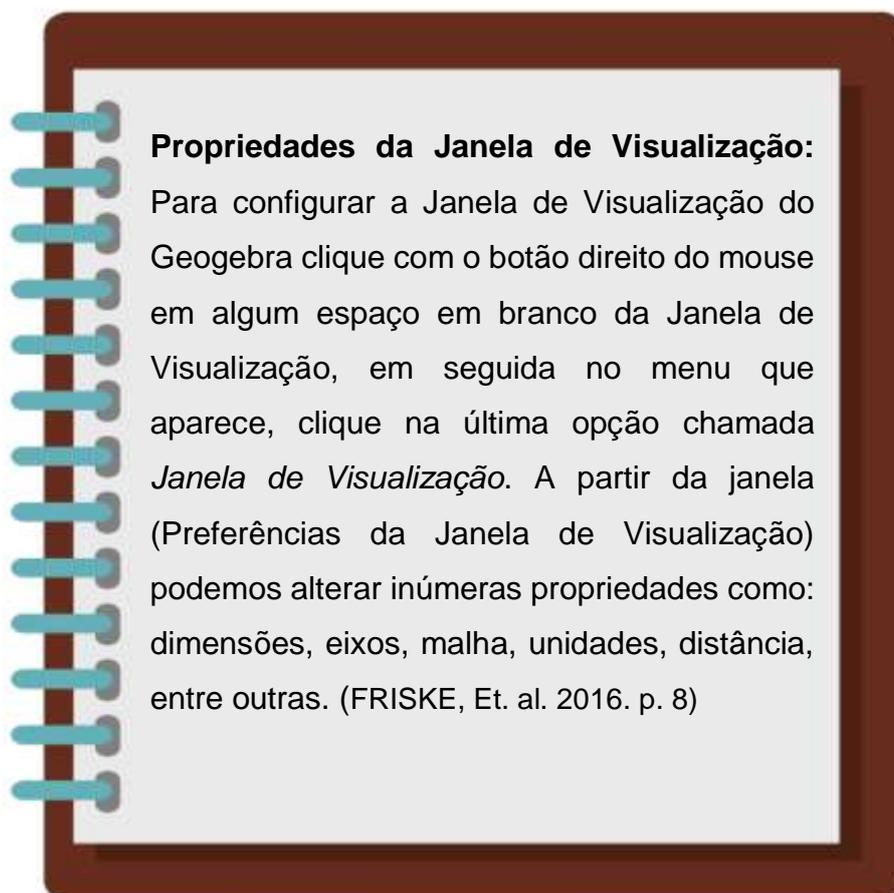 Propriedades da Janela de Visualização:
Para configurar a Janela de Visualização do
Geogebra clique com o botão direito do mouse
em algum espaço em branco da Janela de
Visualização, em seguida no menu que
aparece, clique na última opção chamada
Janela de Visualização. A partir da janela
(Preferências da Janela de Visualização)
podemos alterar inúmeras propriedades como:
dimensões, eixos, malha, unidades, distância,
entre outras. (FRISKE, Et. al. 2016. p. 8)